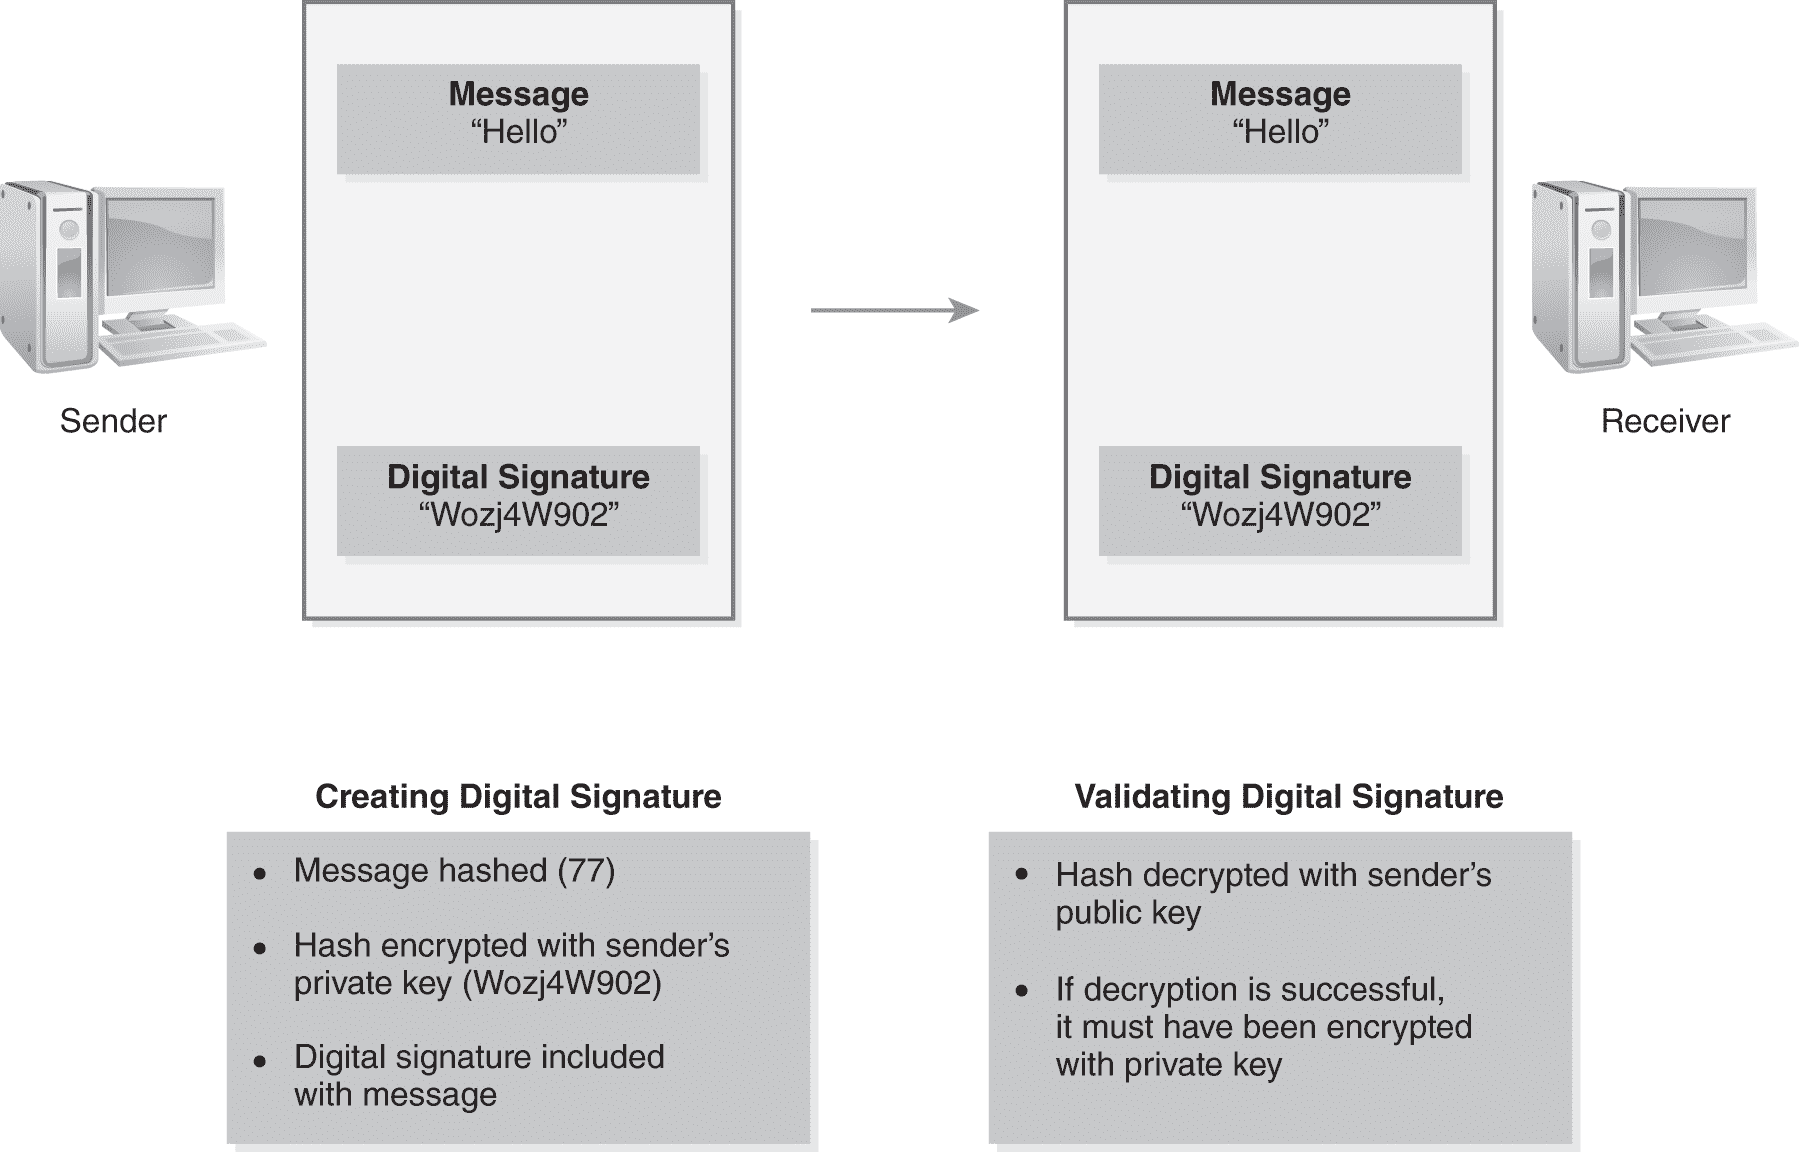 Message
“Hello”
Message
“Hello”
Sender
Receiver
Digital Signature
“Wozj4W902”
Digital Signature
“Wozj4W902”
Creating Digital Signature
• Message hashed (77)
• Hash encrypted with sender’s
private key (Wozj4W902)
• Digital signature included
with message
Validating Digital Signature
• Hash decrypted with sender’s
public key
• If decryption is successful,
it must have been encrypted
with private key